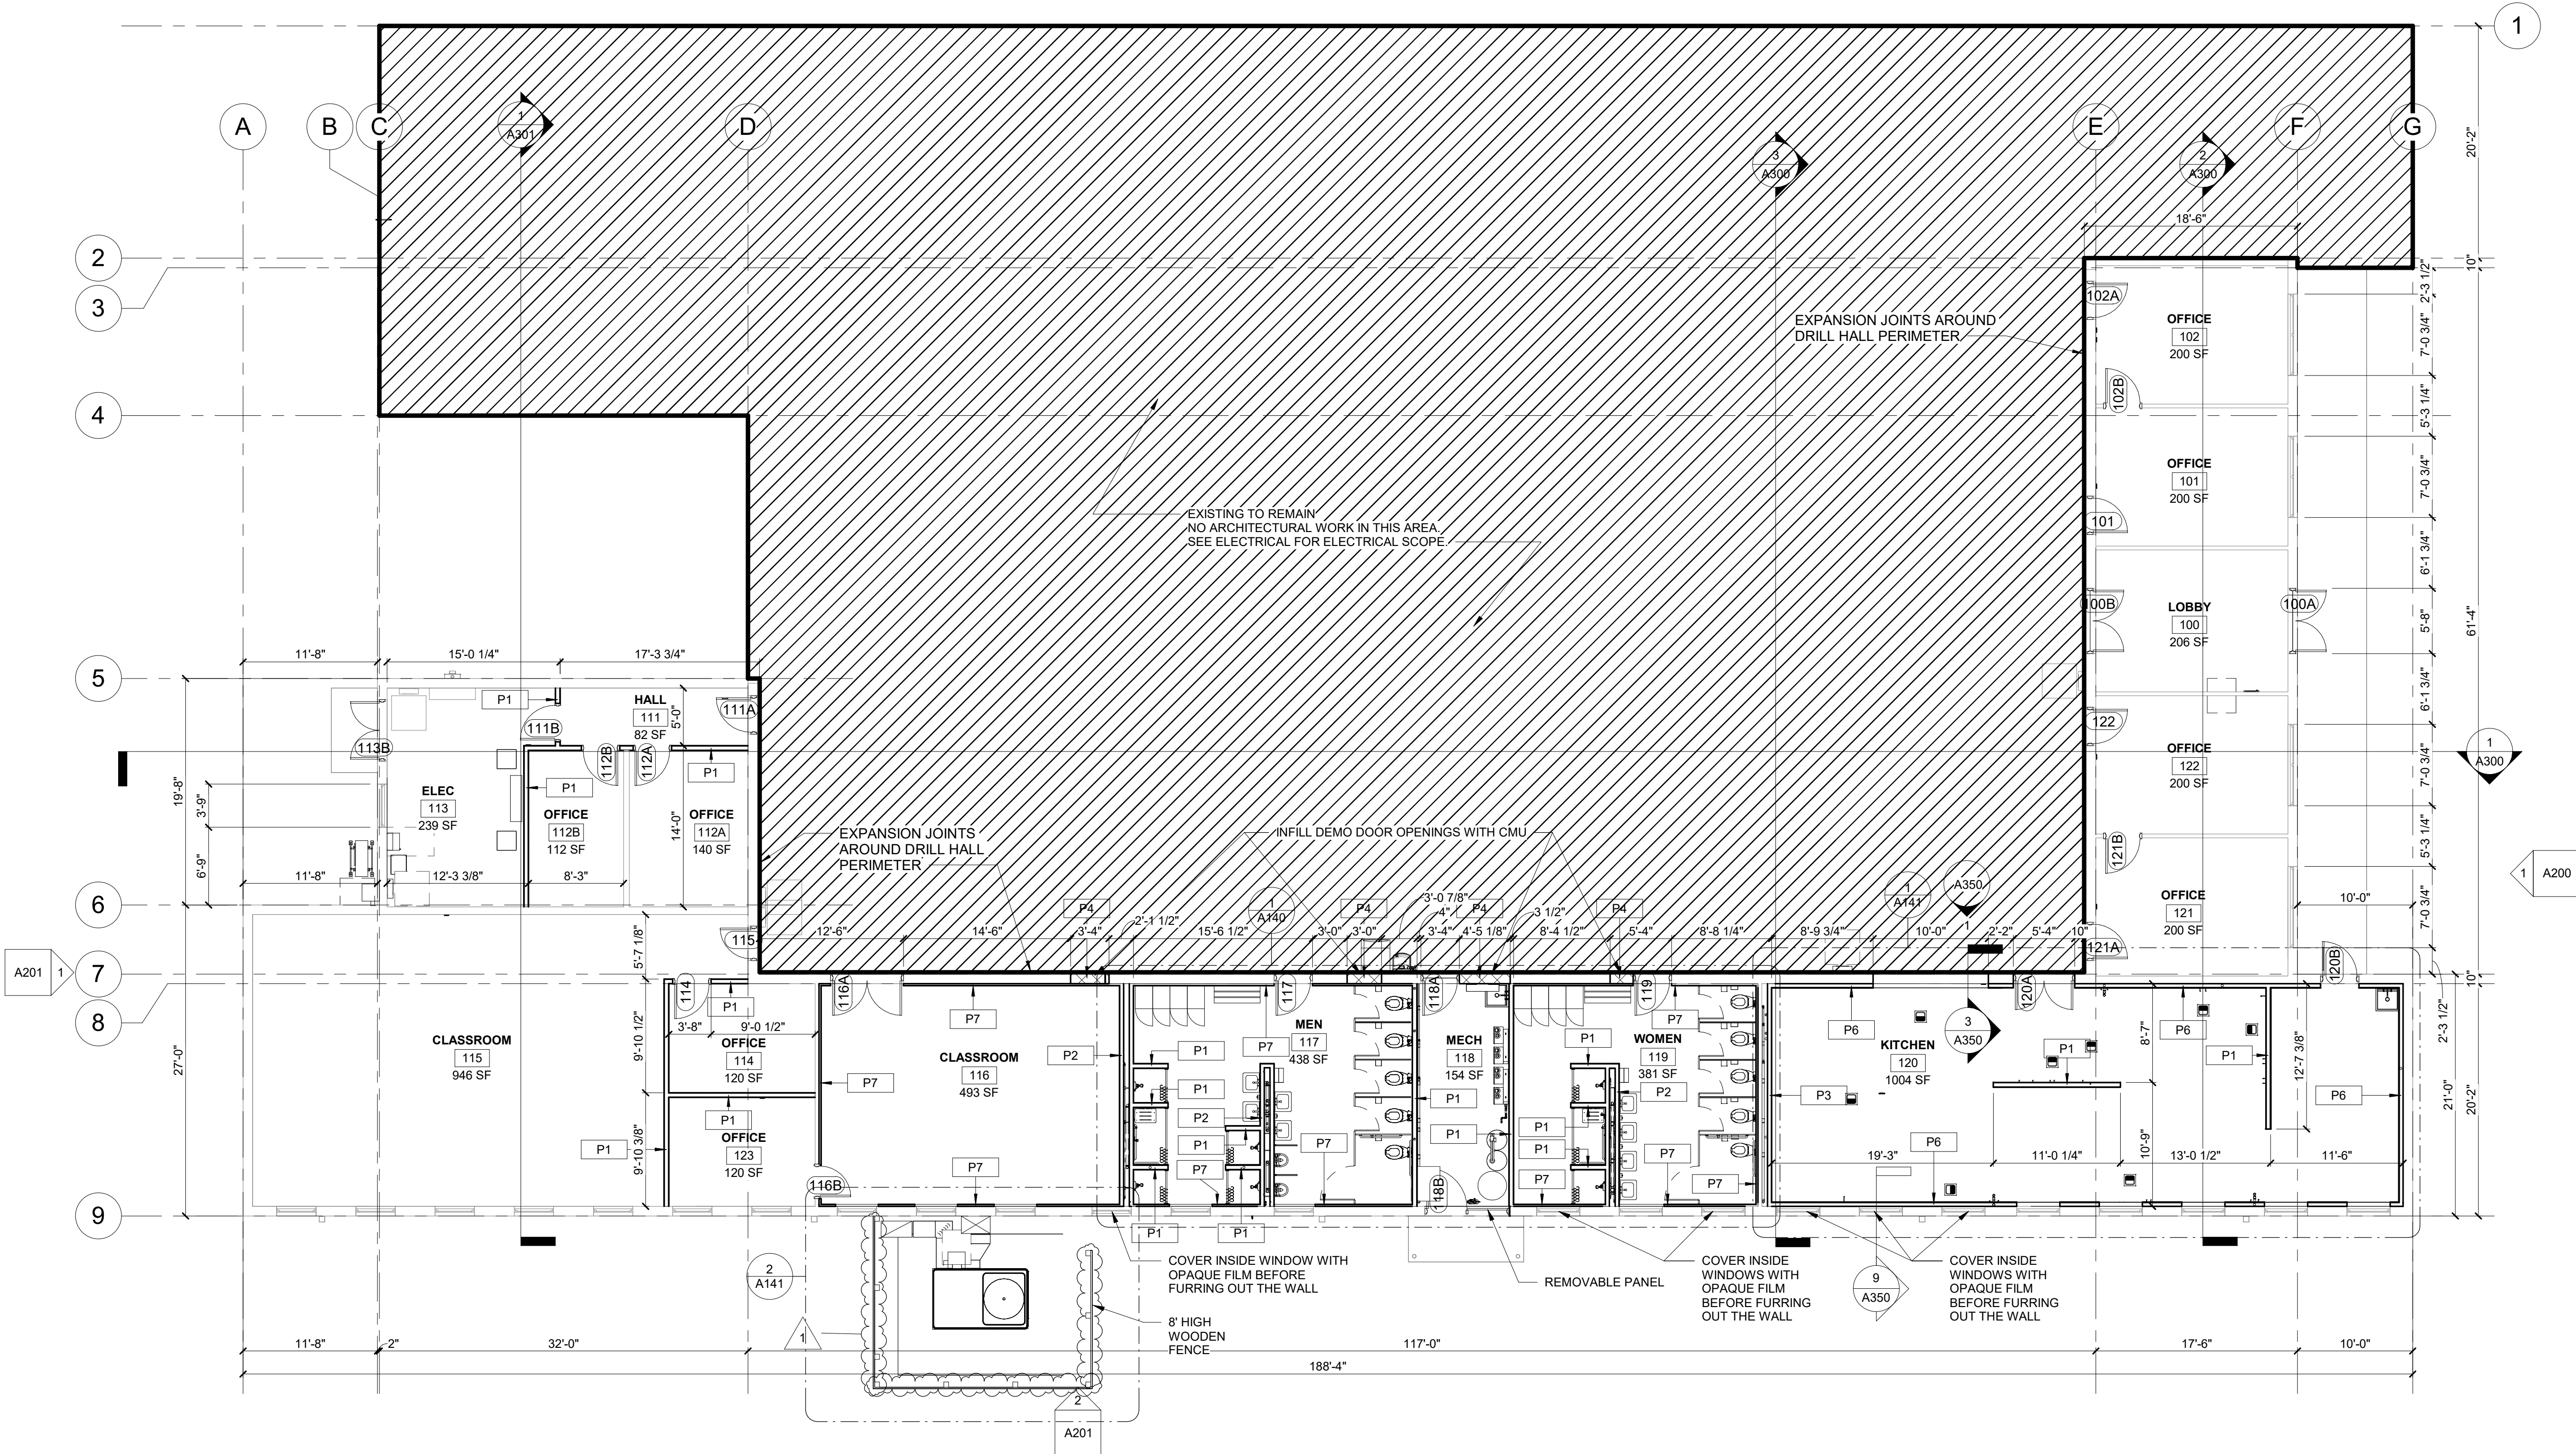 1
A
B
C
1
A301
D
3
A300
E
2
A300
F
G
20'-2"
18'-6"
2
3
10"
2'-3 1/2"
102A
EXPANSION JOINTS AROUND
DRILL HALL PERIMETER
OFFICE
102
200 SF
7'-0 3/4"
102B
4
5'-3 1/4"
OFFICE
101
200 SF
7'-0 3/4"
101
EXISTING TO REMAIN
NO ARCHITECTURAL WORK IN THIS AREA.
SEE ELECTRICAL FOR ELECTRICAL SCOPE.
6'-1 3/4"
100B
LOBBY
100
206 SF
100A
5'-8"
61'-4"
11'-8"
15'-0 1/4"
17'-3 3/4"
5
6'-1 3/4"
P1
HALL
111
82 SF
5'-0"
111A
111B
113B
112B
112A
P1
122
OFFICE
122
200 SF
7'-0 3/4"
1
A300
19'-8"
3'-9"
6'-9"
ELEC
113
239 SF
P1
OFFICE
112B
112 SF
OFFICE
112A
140 SF
14'-0"
EXPANSION JOINTS
AROUND DRILL HALL
PERIMETER
INFILL DEMO DOOR OPENINGS WITH CMU
121B
5'-3 1/4"
1
A200
11'-8"
12'-3 3/8"
8'-3"
6
P4
1
A140
P4
3'-0 7/8"
4"
P4
3 1/2"
P4
1
A141
A350
1
OFFICE
121
200 SF
10'-0"
7'-0 3/4"
2'-1 1/2"
115
12'-6"
14'-6"
3'-4"
15'-6 1/2"
3'-0"
3'-0"
3'-4"
4'-5 1/8"
8'-4 1/2"
5'-4"
8'-8 1/4"
8'-9 3/4"
10'-0"
2'-2"
5'-4"
10"
121A
5'-7 1/8"
A201
1
7
8
114
P1
116A
117
118A
119
120A
120B
10"
2'-3 1/2"
3'-8"
9'-0 1/2"
9'-10 1/2"
27'-0"
CLASSROOM
115
946 SF
OFFICE
114
120 SF
P7
CLASSROOM
116
493 SF
P2
P7
P1
P7
MEN
117
438 SF
MECH
118
154 SF
P7
P1
WOMEN
119
381 SF
P6
KITCHEN
120
1004 SF
3
A350
P1
8'-7"
P6
P1
12'-7 3/8"
P1
P2
P1
P7
P1
P1
P2
P3
P6
21'-0"
20'-2"
P1
OFFICE
123
120 SF
P1
9'-10 3/8"
P7
P7
P1
P1
P7
P7
P7
P6
19'-3"
11'-0 1/4"
10'-9"
13'-0 1/2"
11'-6"
116B
118B
9
P1
P1
2
A141
COVER INSIDE WINDOW WITH
OPAQUE FILM BEFORE
FURRING OUT THE WALL
REMOVABLE PANEL
COVER INSIDE
WINDOWS WITH
OPAQUE FILM
BEFORE FURRING
OUT THE WALL
9
A350
COVER INSIDE
WINDOWS WITH
OPAQUE FILM
BEFORE FURRING
OUT THE WALL
1
8' HIGH
WOODEN
FENCE
11'-8"
2"
32'-0"
117'-0"
17'-6"
10'-0"
188'-4"
2
A201